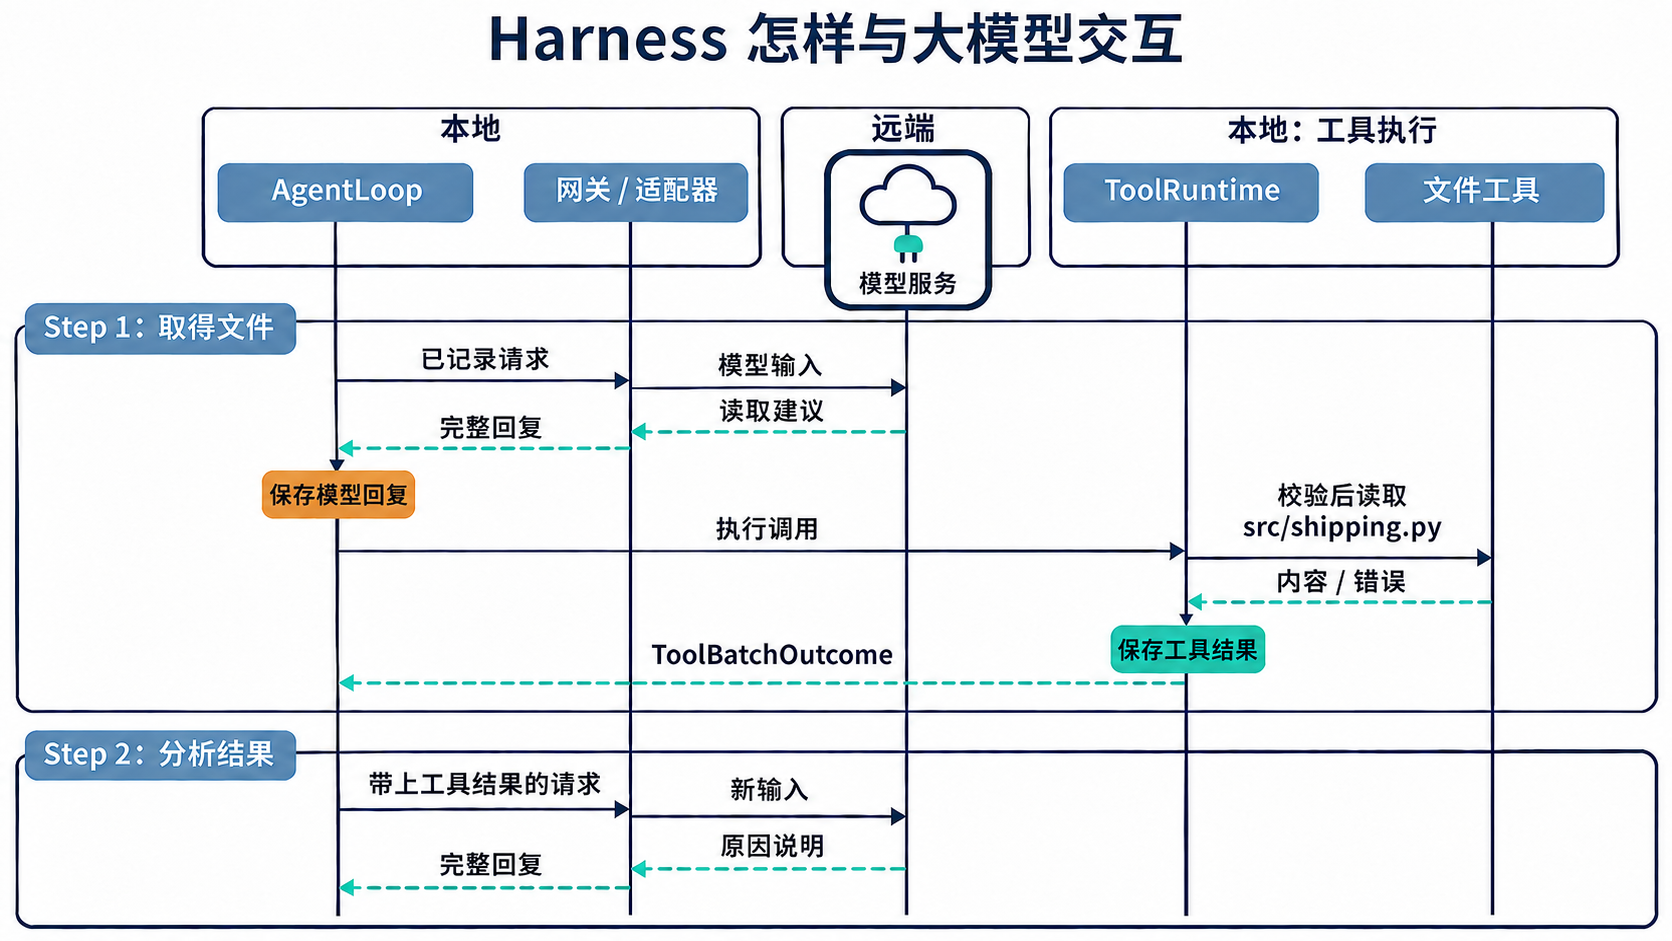 Harness 怎样与大模型交互
本地
远端
本地：工具执行
AgentLoop
网关 / 适配器
模型服务
ToolRuntime
文件工具
Step 1：取得文件
已记录请求
模型输入
读取建议
完整回复
保存模型回复
执行调用
校验后读取
src/shipping.py
内容 / 错误
保存工具结果
ToolBatchOutcome
Step 2：分析结果
带上工具结果的请求
新输入
原因说明
完整回复